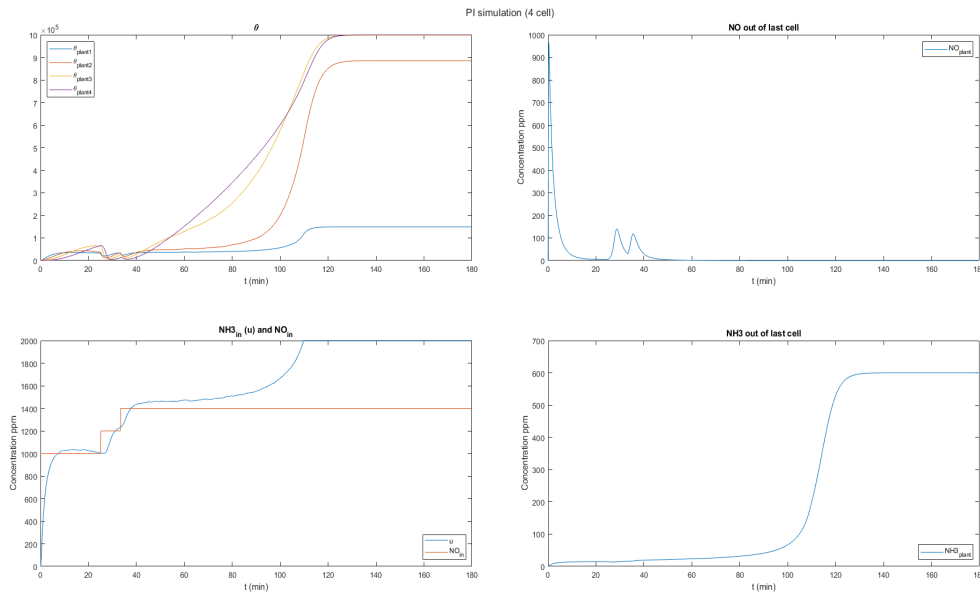 PI simulation (4 cell)
θ
×10⁵
10
9
8
7
6
5
4
3
2
1
0
0 20 40 60 80 100 120 140 160 180
t (min)
θplant1
θplant2
θplant3
θplant4
NO out of last cell
Concentration ppm
1000
900
800
700
600
500
400
300
200
100
0
0 20 40 60 80 100 120 140 160 180
t (min)
NOplant
NH3in (u) and NOin
Concentration ppm
2000
1800
1600
1400
1200
1000
800
600
400
200
0
0 20 40 60 80 100 120 140 160 180
t (min)
u
NOin
NH3 out of last cell
Concentration ppm
700
600
500
400
300
200
100
0
0 20 40 60 80 100 120 140 160 180
t (min)
NH3plant